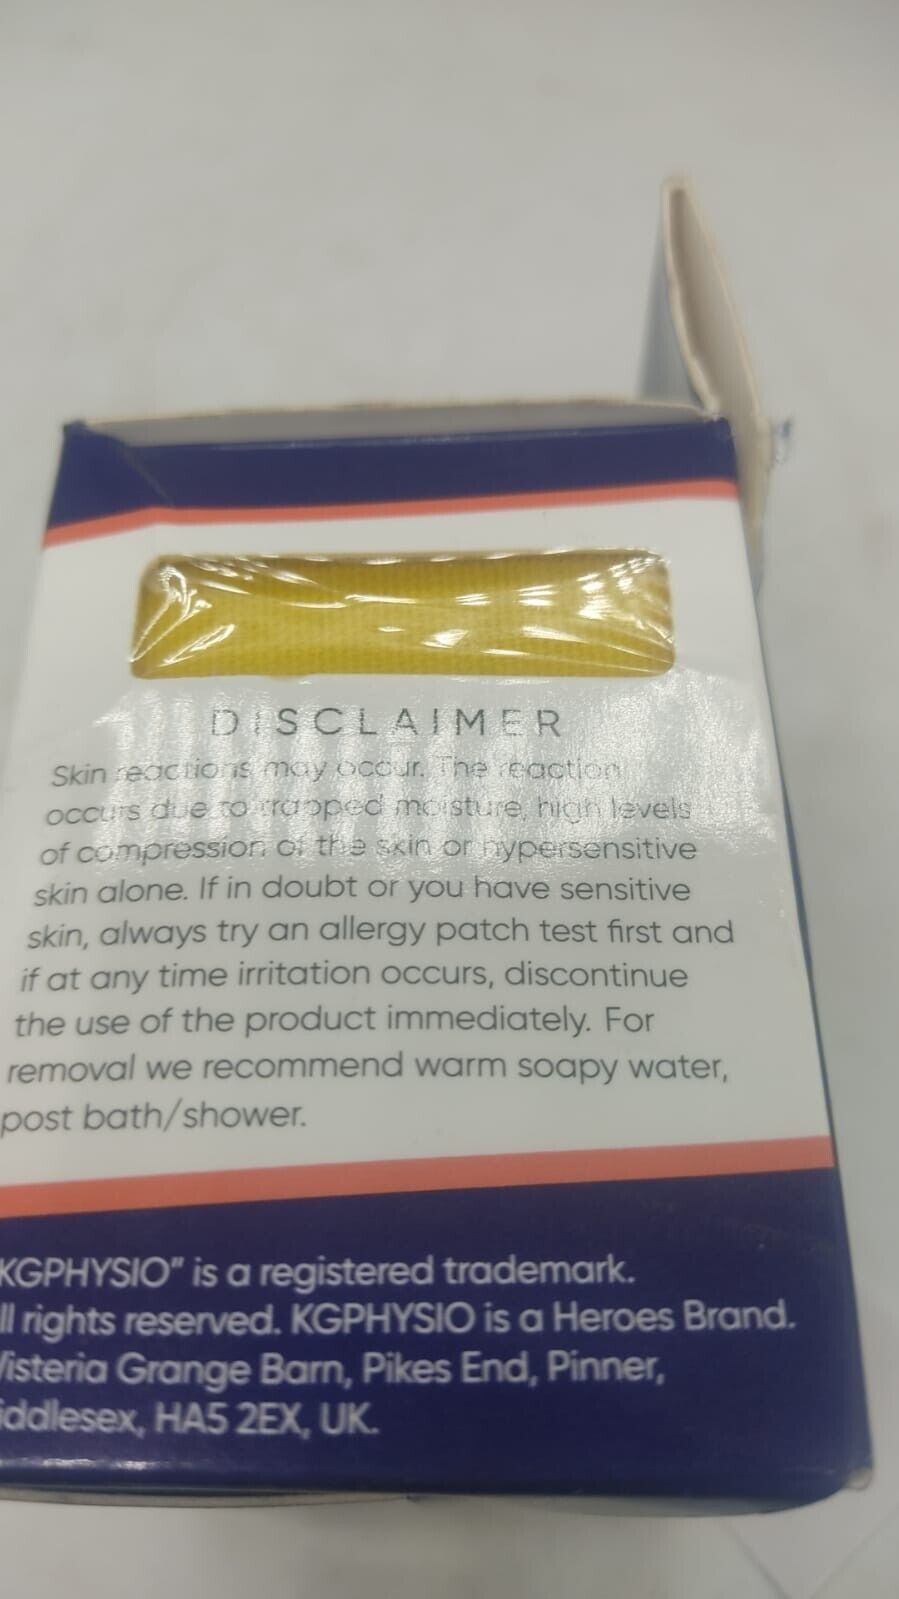 DISCLAIMER
Skin reactions may occur. The reaction
occurs due to trapped moisture, high levels
of compression of the skin or hypersensitive
skin alone. If in doubt or you have sensitive
skin, always try an allergy patch test first and
if at any time irritation occurs, discontinue
the use of the product immediately. For
removal we recommend warm soapy water,
post bath/shower.
KGPHYSIO" is a registered trademark.
ll rights reserved. KGPHYSIO is a Heroes Brand.
isteria Grange Barn, Pikes End, Pinner,
iddlesex, HA5 2EX, UK.